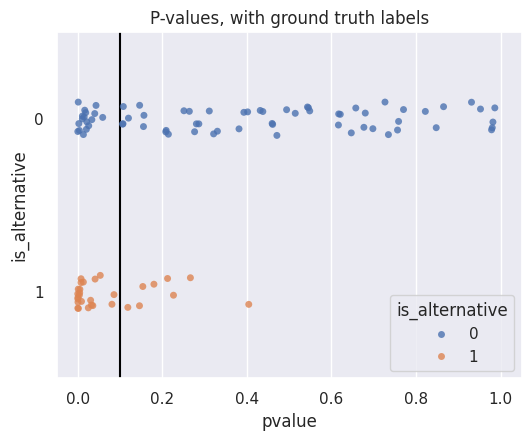 P-values, with ground truth labels
is_alternative
0
1
is_alternative
0
1
0.0 0.2 0.4 0.6 0.8 1.0
pvalue